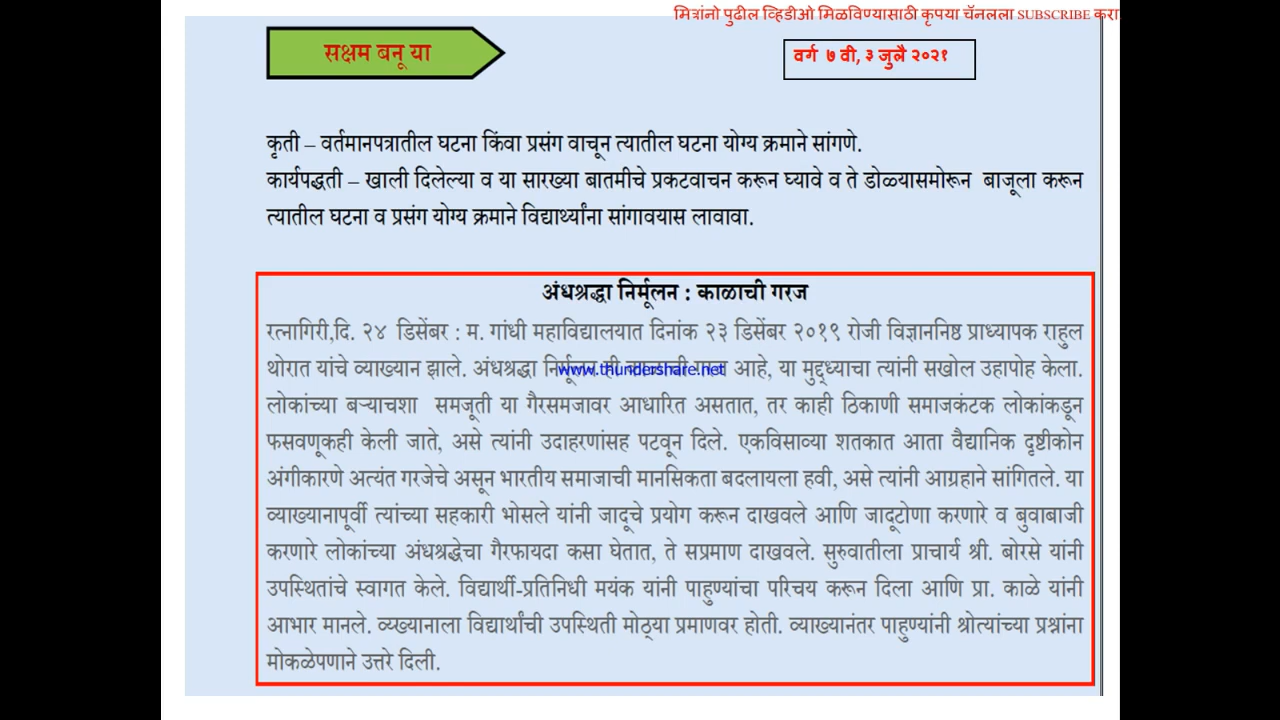 मित्रांनो पुढील व्हिडीओ मिळविण्यासाठी कृपया चॅनलला SUBSCRIBE करा
सक्षम बनू या
वर्ग ७ वी, ३ जुलै २०२१
कृती – वर्तमानपत्रातील घटना किंवा प्रसंग वाचून त्यातील घटना योग्य क्रमाने सांगणे.
कार्यपद्धती – खाली दिलेल्या व या सारख्या बातमीचे प्रकटवाचन करून घ्यावे व ते डोळ्यासमोरून बाजूला करून
त्यातील घटना व प्रसंग योग्य क्रमाने विद्यार्थ्यांना सांगावयास लावावा.
अंधश्रद्धा निर्मूलन : काळाची गरज
रत्नागिरी,दि. २४ डिसेंबर : म. गांधी महाविद्यालयात दिनांक २३ डिसेंबर २०१९ रोजी विज्ञाननिष्ठ प्राध्यापक राहुल
थोरात यांचे व्याख्यान झाले. अंधश्रद्धा निर्मूलन ही आहे, या मुद्द्ध्याचा त्यांनी सखोल उहापोह केला.
www.thundershare.net
लोकांच्या बऱ्याचशा समजूती या गैरसमजावर आधारित असतात, तर काही ठिकाणी समाजकंटक लोकांकडून
फसवणूकही केली जाते, असे त्यांनी उदाहरणांसह पटवून दिले. एकविसाव्या शतकात आता वैद्यानिक दृष्टीकोन
अंगीकारणे अत्यंत गरजेचे असून भारतीय समाजाची मानसिकता बदलायला हवी, असे त्यांनी आग्रहाने सांगितले. या
व्याख्यानापूर्वी त्यांच्या सहकारी भोसले यांनी जादूचे प्रयोग करून दाखवले आणि जादूटोणा करणारे व बुवाबाजी
करणारे लोकांच्या अंधश्रद्धेचा गैरफायदा कसा घेतात, ते सप्रमाण दाखवले. सुरुवातीला प्राचार्य श्री. बोरसे यांनी
उपस्थितांचे स्वागत केले. विद्यार्थी-प्रतिनिधी मयंक यांनी पाहुण्यांचा परिचय करून दिला आणि प्रा. काळे यांनी
आभार मानले. व्य्ख्यानाला विद्यार्थांची उपस्थिती मोठ्या प्रमाणवर होती. व्याख्यानंतर पाहुण्यांनी श्रोत्यांच्या प्रश्नांना
मोकळेपणाने उत्तरे दिली.